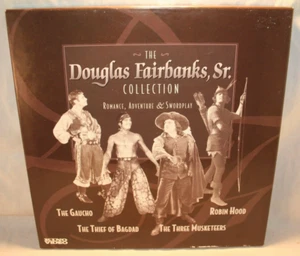 THE
Douglas Fairbanks, Sr.
COLLECTION
ROMANCE, ADVENTURE & SWORDPLAY
THE GAUCHO
ROBIN HOOD
THE THIEF OF BAGDAD
THE THREE MUSKETEERS